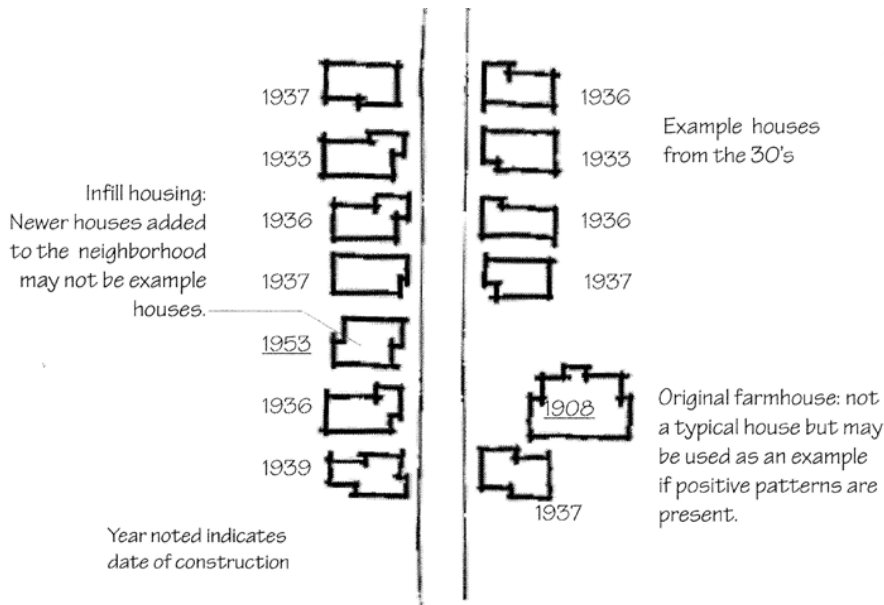 1937
1936
Example houses
from the 30's
1933
1933
Infill housing:
Newer houses added
to the neighborhood
may not be example
houses.
1936
1936
1937
1937
1953
1936
1908
Original farmhouse: not
a typical house but may
be used as an example
if positive patterns are
present.
1939
1937
Year noted indicates
date of construction